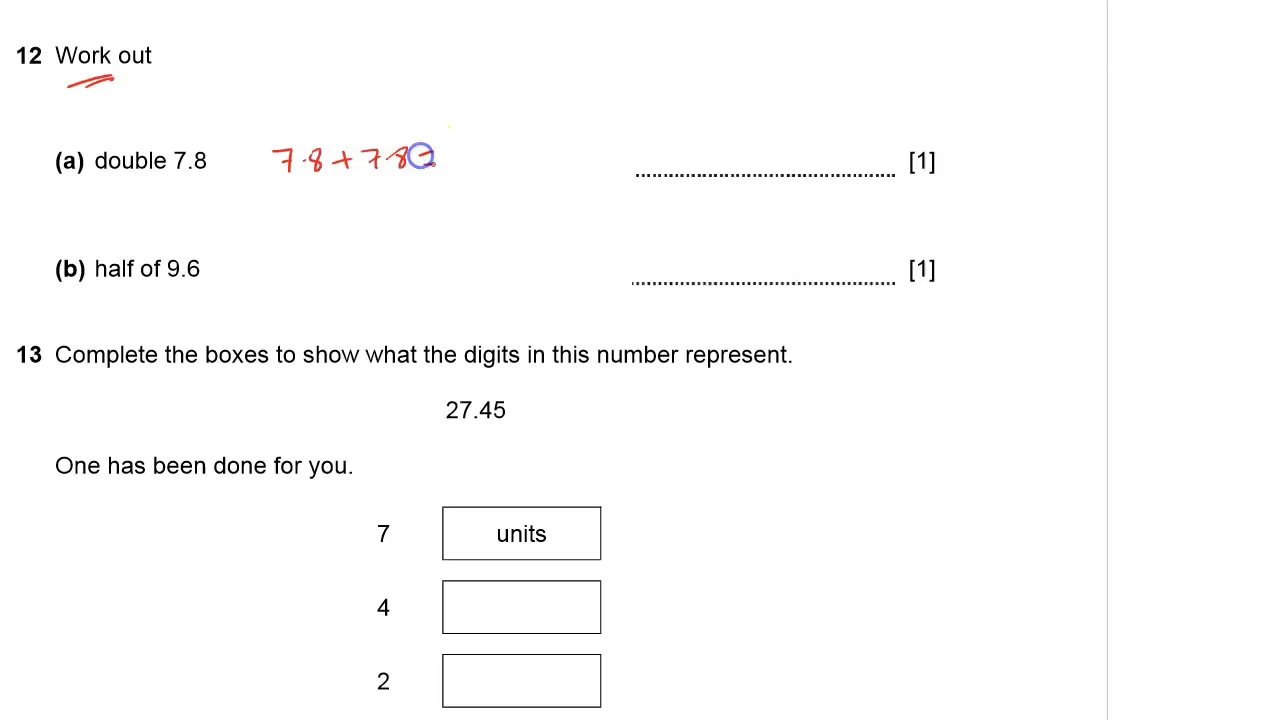 12 Work out
(a) double 7.8 7.8+7.8= [1]
(b) half of 9.6 [1]
13 Complete the boxes to show what the digits in this number represent.
27.45
One has been done for you.
7 units
4
2